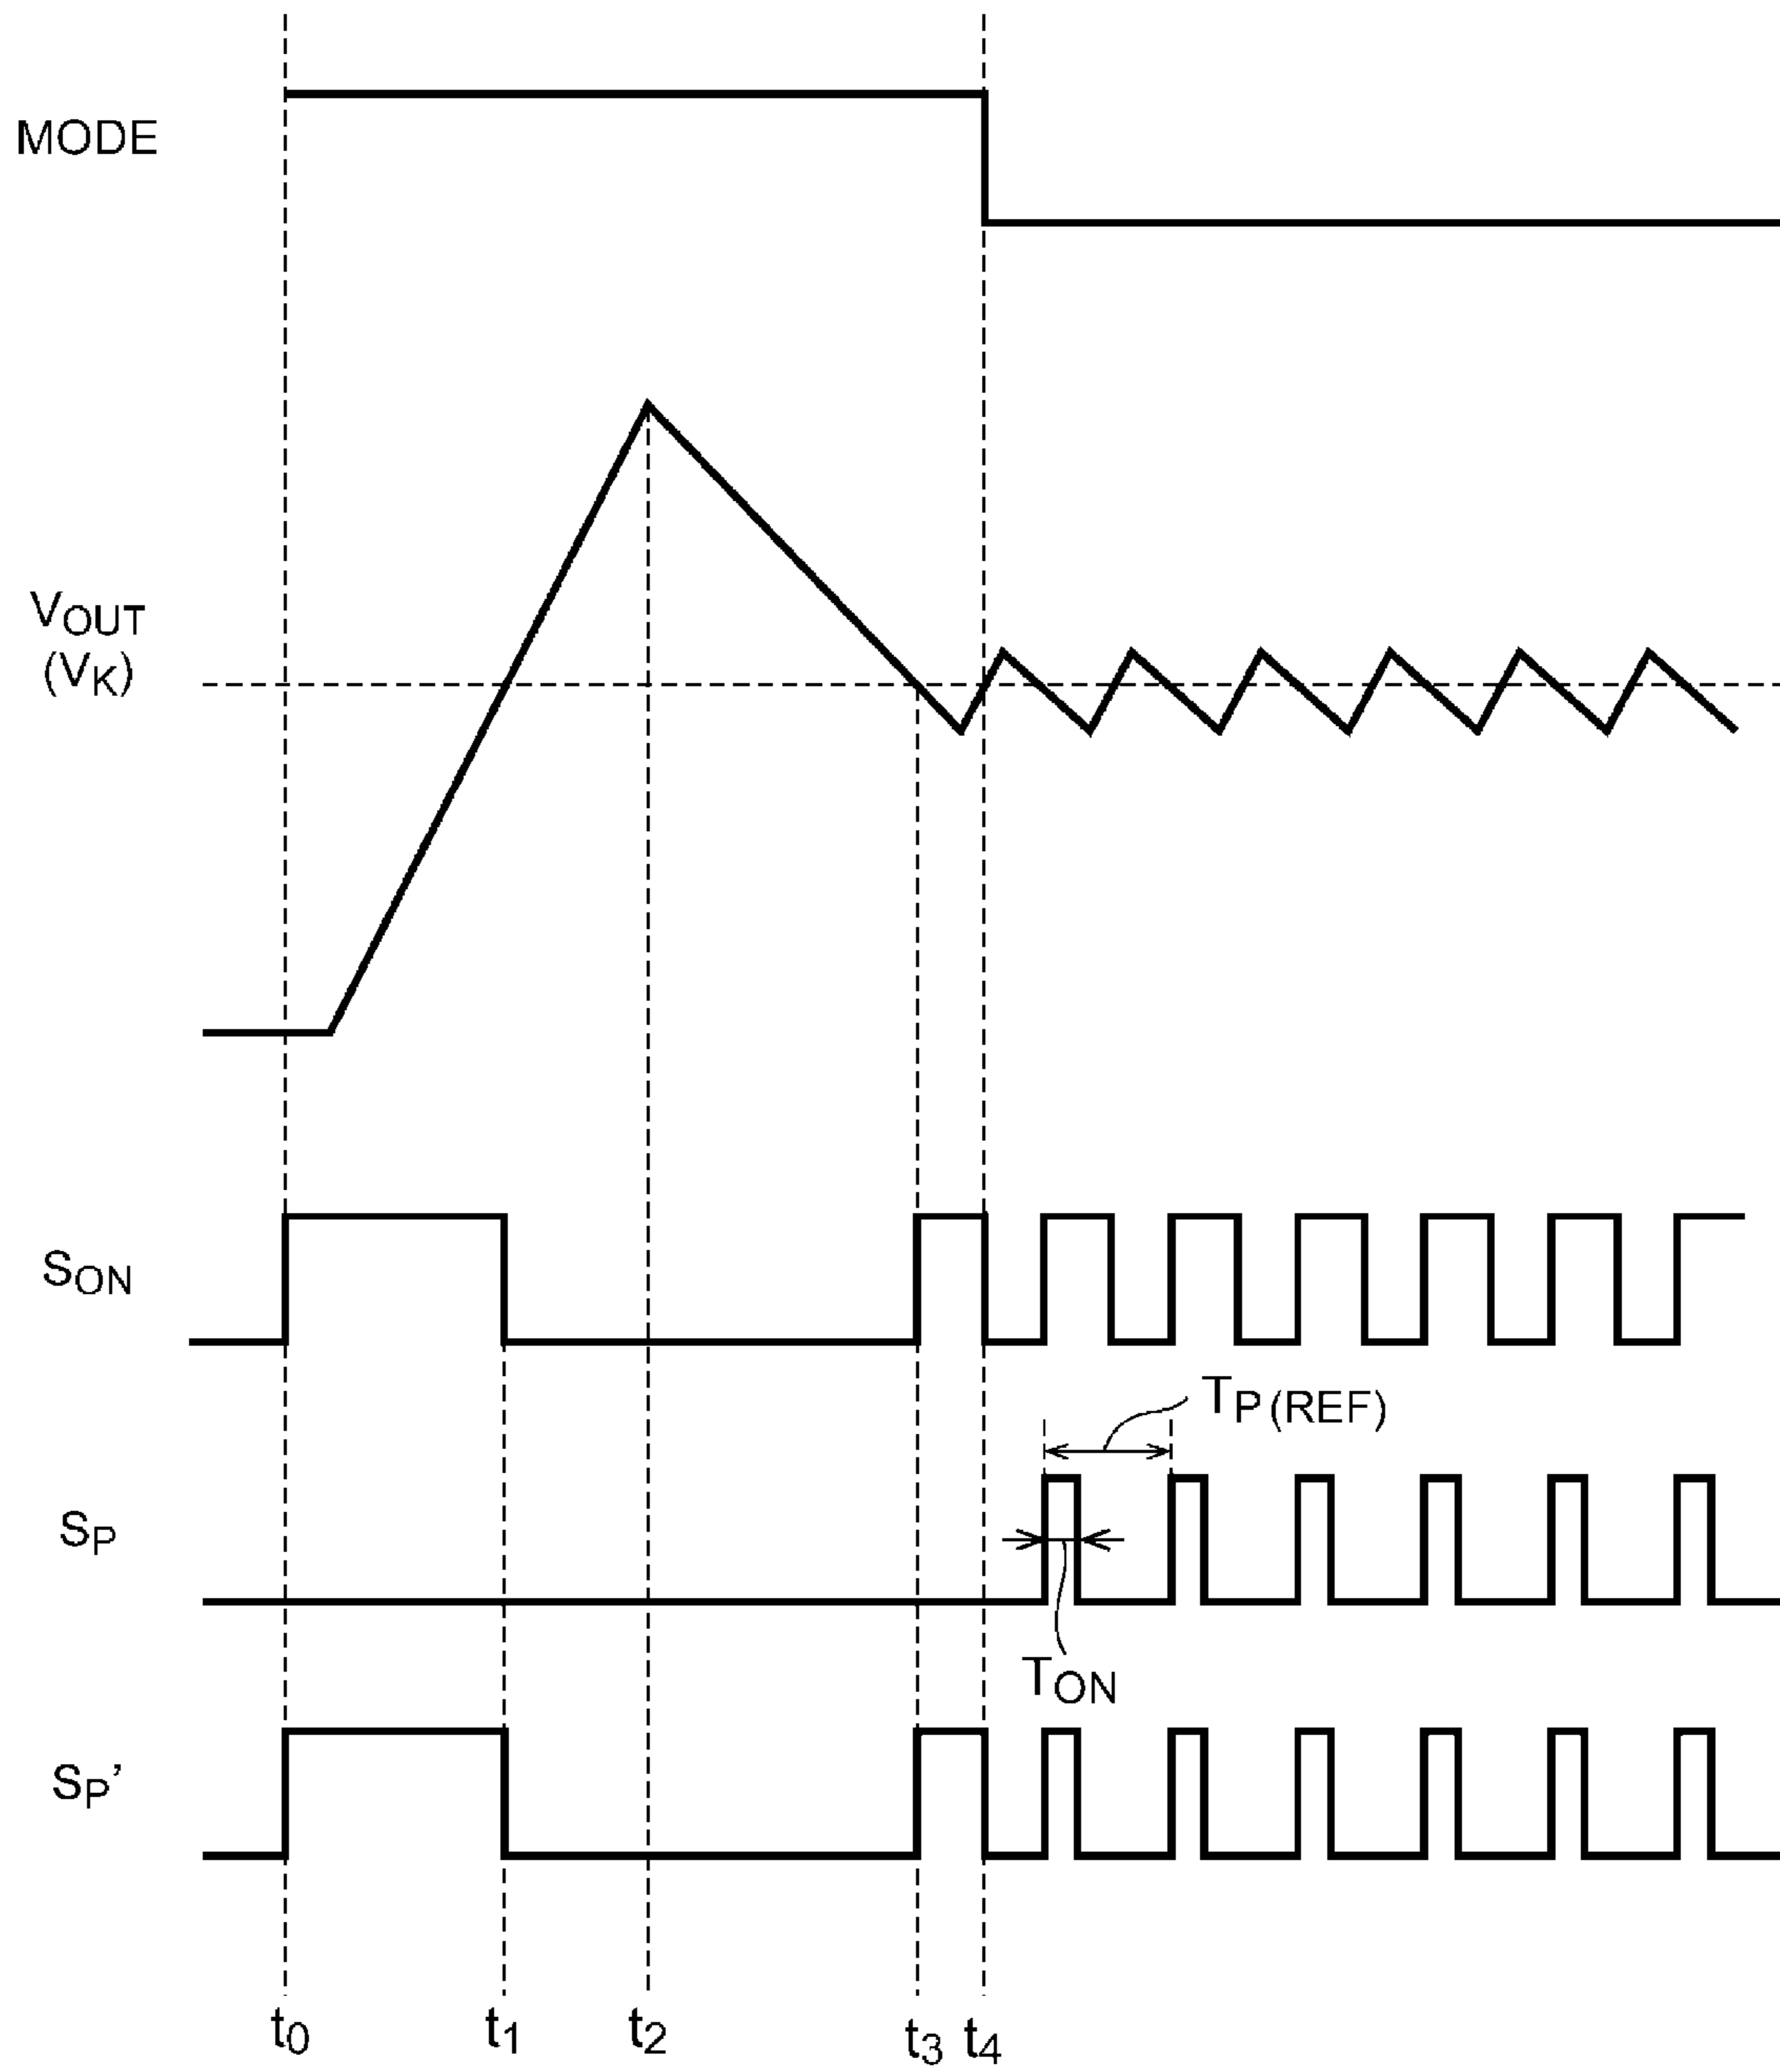 MODE
VOUT
(VK)
SON
TP(REF)
SP
TON
SP’
t0 t1 t2 t3 t4